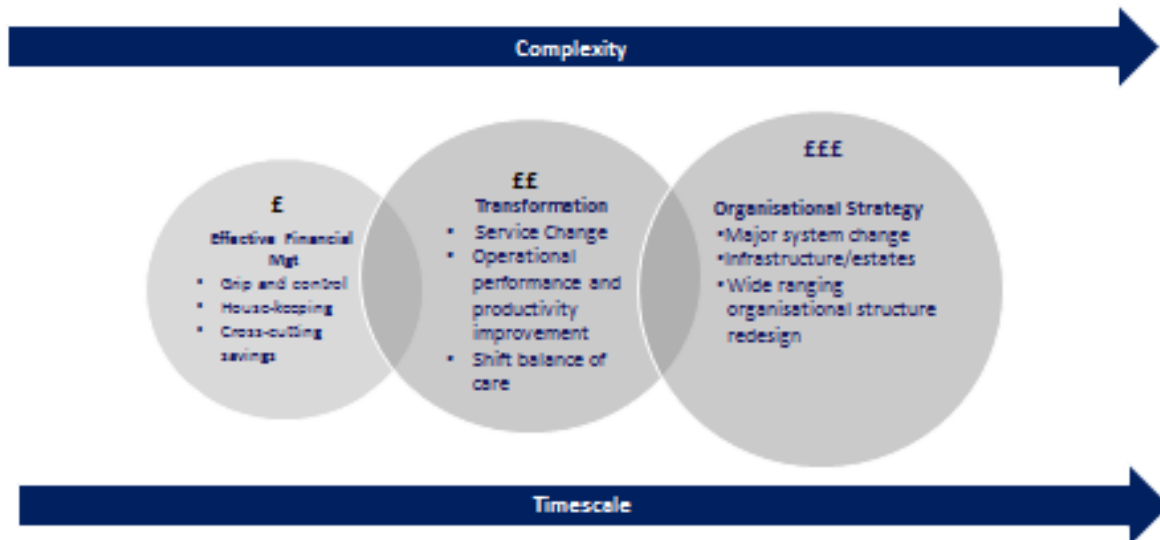 Complexity
£
Effective Financial
Mgt
• Grip and control
• House-keeping
• Cross-cutting
savings
££
Transformation
• Service Change
• Operational
performance and
productivity
improvement
• Shift balance of
care
£££
Organisational Strategy
•Major system change
•Infrastructure/estates
•Wide ranging
organisational structure
redesign
Timescale